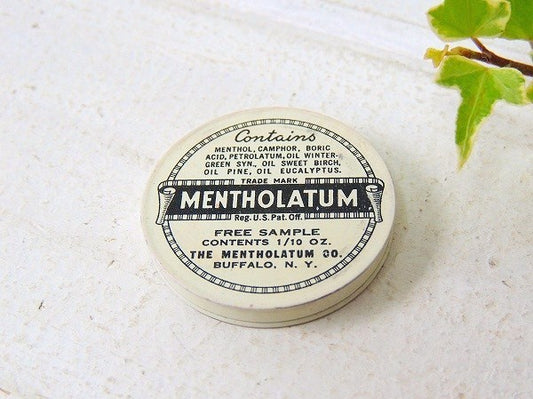 Contains
MENTHOL, CAMPHOR, BORIC
ACID, PETROLATUM, OIL WINTER-
GREEN SYN., OIL SWEET BIRCH,
OIL PINE, OIL EUCALYPTUS.
TRADE MARK
MENTHOLATUM
Reg. U.S. Pat. Off.
FREE SAMPLE
CONTENTS 1/10 OZ.
THE MENTHOLATUM CO.
BUFFALO, N. Y.